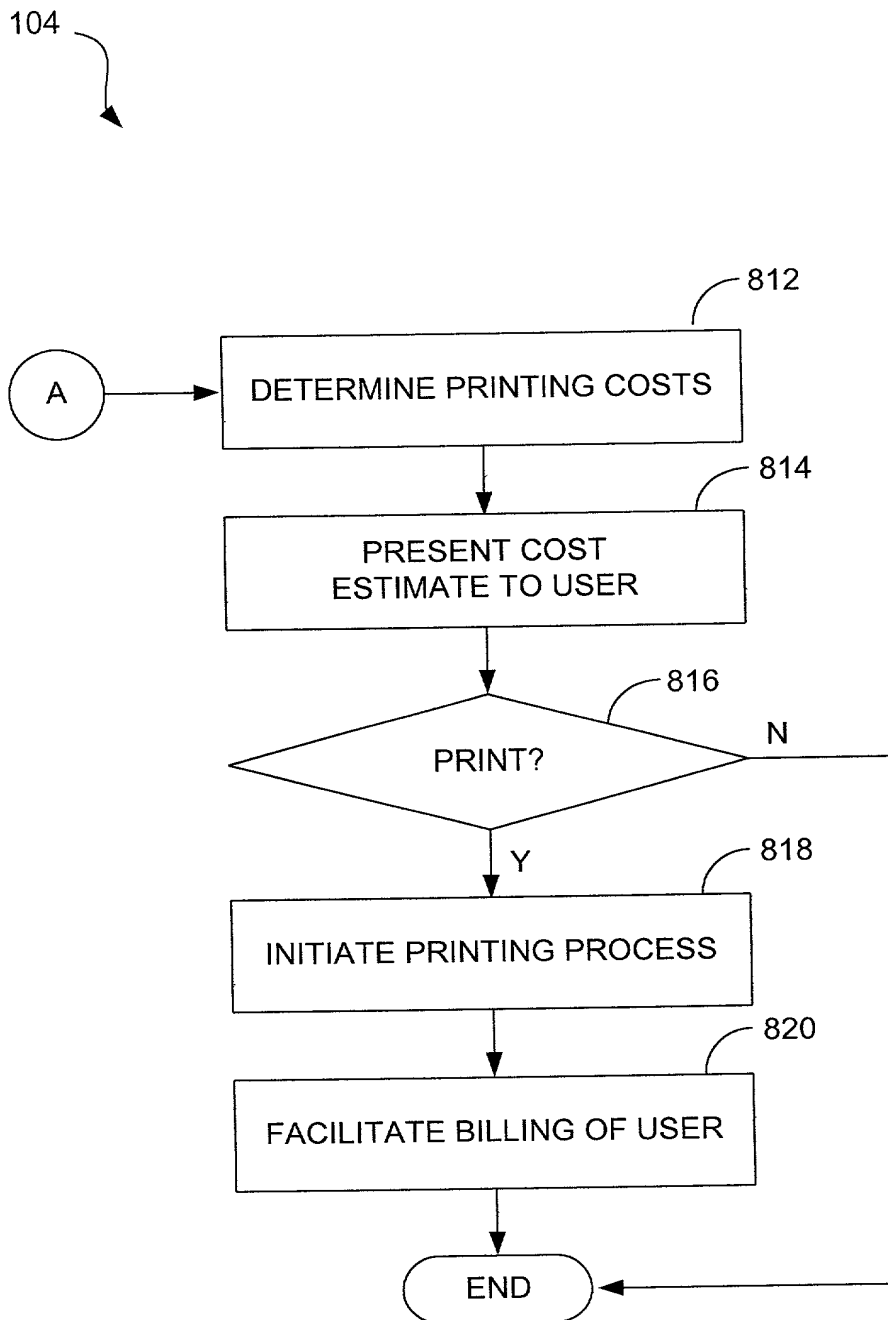 104
812
A
DETERMINE PRINTING COSTS
814
PRESENT COST
ESTIMATE TO USER
816
PRINT?
N
Y
818
INITIATE PRINTING PROCESS
820
FACILITATE BILLING OF USER
END